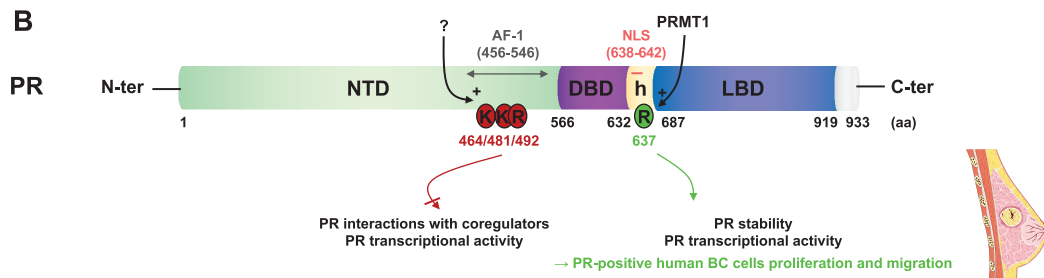 B
? AF-1 NLS PRMT1
(456-546) (638-642)
PR N-ter NTD + DBD h + LBD C-ter
K K R R
1 566 632 687 919 933 (aa)
464/481/492 637
PR interactions with coregulators PR stability
PR transcriptional activity PR transcriptional activity
→ PR-positive human BC cells proliferation and migration